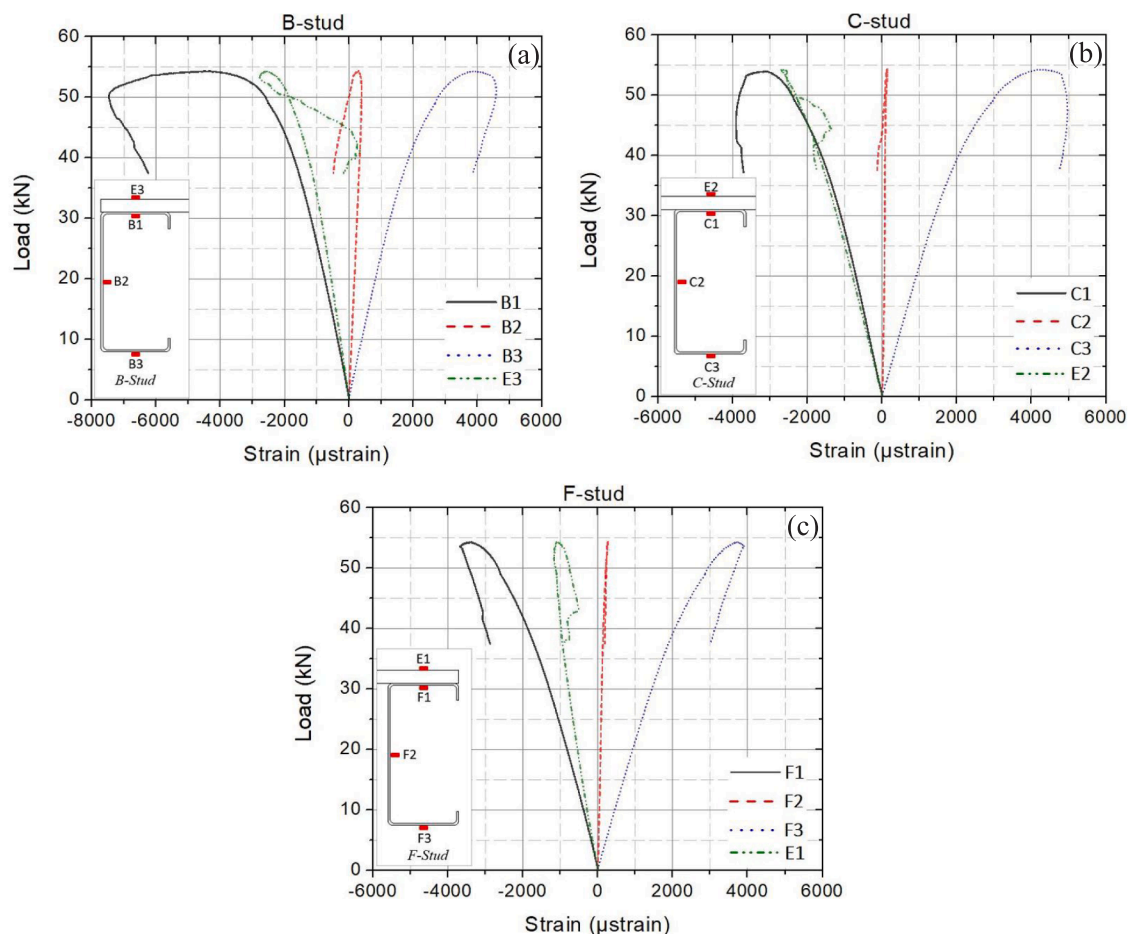 B-stud
(a)
60
50
40
30
20
10
0
Load (kN)
-8000 -6000 -4000 -2000 0 2000 4000 6000
Strain (µstrain)
E3
B1
B2
B3
B-Stud
B1
B2
B3
E3
C-stud
(b)
60
50
40
30
20
10
0
Load (kN)
-6000 -4000 -2000 0 2000 4000 6000
Strain (µstrain)
E2
C1
C2
C3
C-Stud
C1
C2
C3
E2
F-stud
(c)
60
50
40
30
20
10
0
Load (kN)
-6000 -4000 -2000 0 2000 4000 6000
Strain (µstrain)
E1
F1
F2
F3
F-Stud
F1
F2
F3
E1